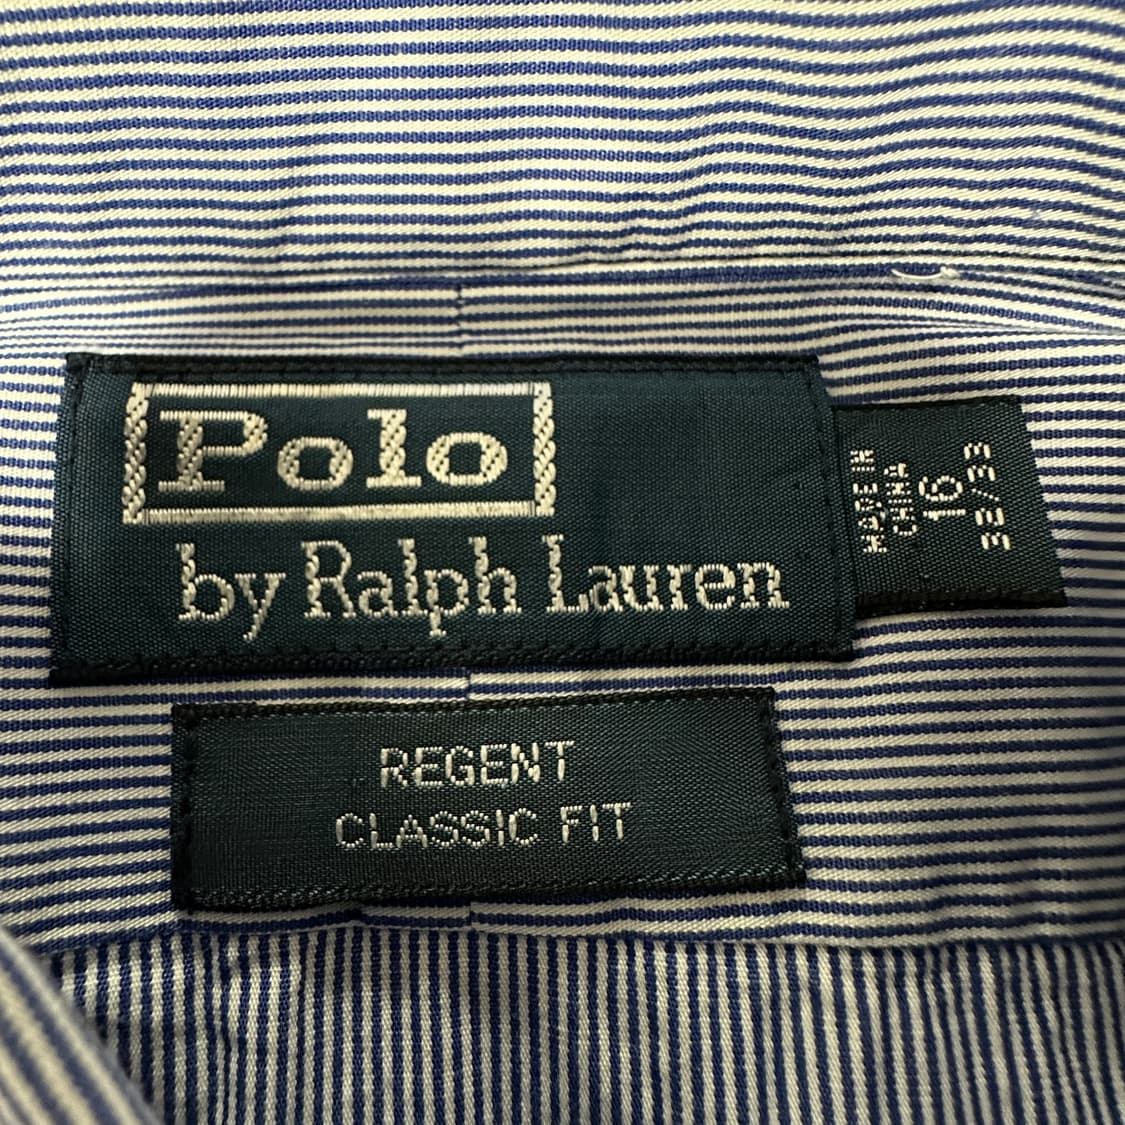 Polo
by Ralph Lauren
MADE IN
CHINA
16
32/33
REGENT
CLASSIC FIT